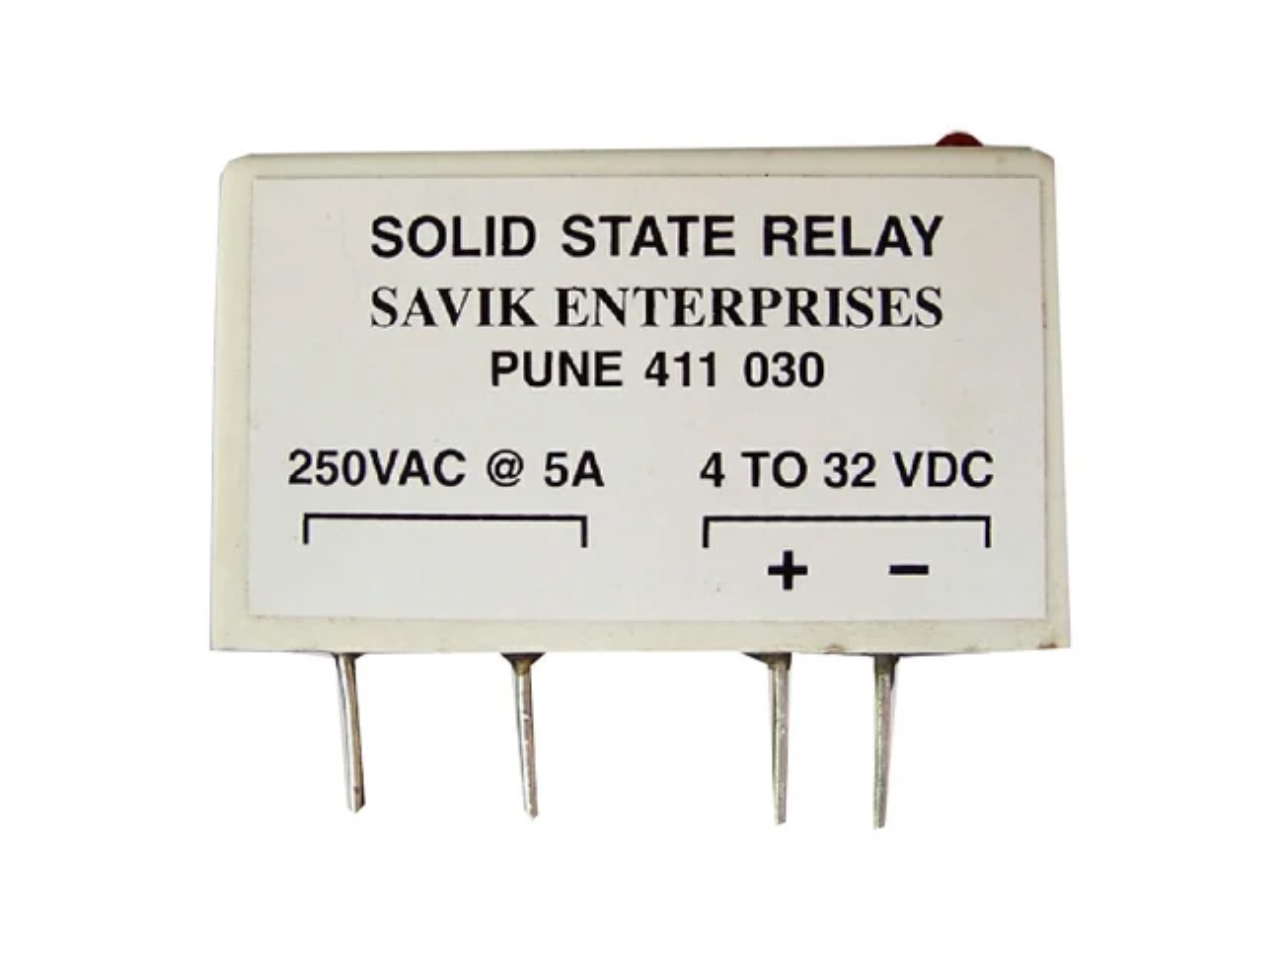 SOLID STATE RELAY
SAVIK ENTERPRISES
PUNE 411 030
250VAC @ 5A 4 TO 32 VDC
+ −